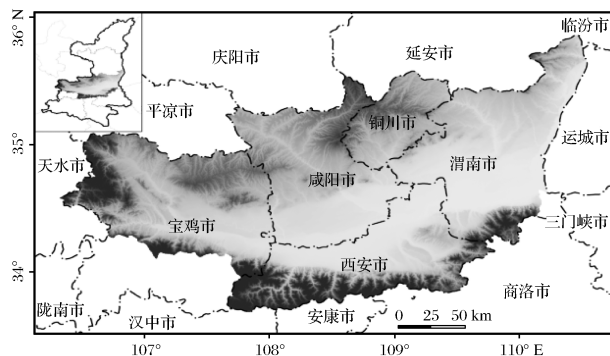 36° N
临汾市
庆阳市
延安市
平凉市
铜川市
运城市
35°
天水市
咸阳市
渭南市
宝鸡市
三门峡市
34°
西安市
商洛市
陇南市
汉中市
安康市
0 25 50 km
107°
108°
109°
110° E